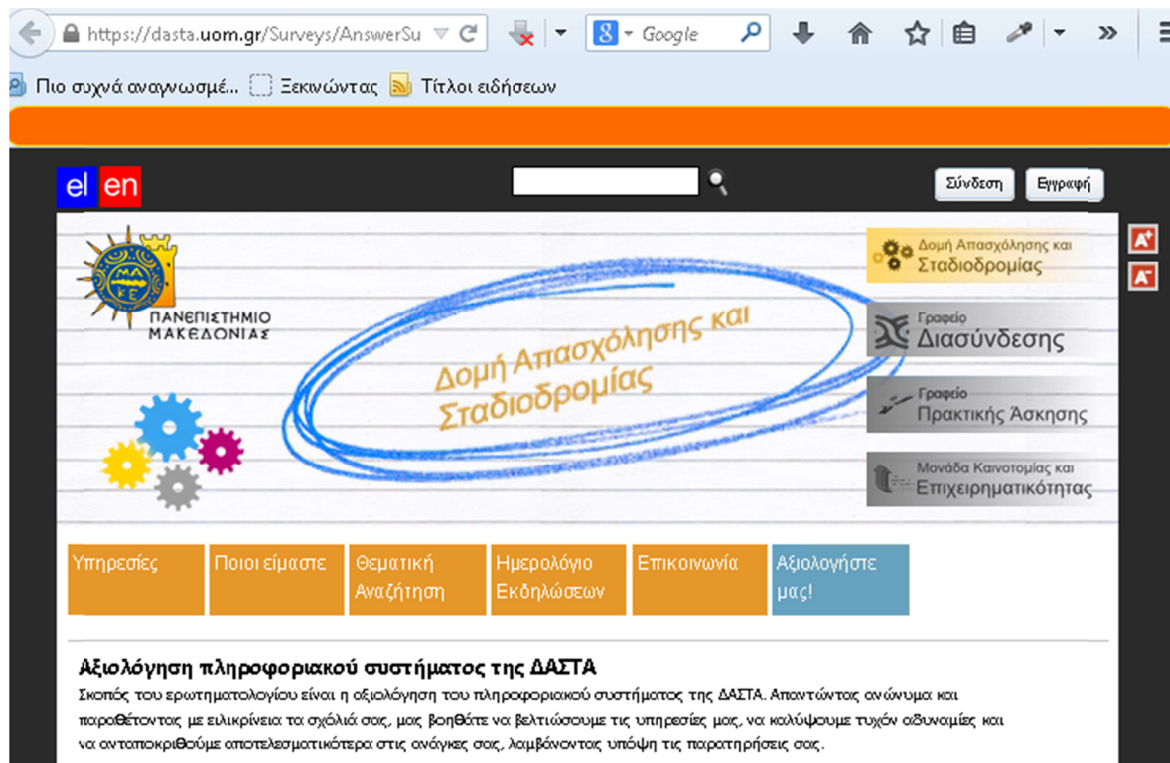 https://dasta.uom.gr/Surveys/AnswerSu
8 Google
Πιο συχνά αναγνωσμέ... Ξεκινώντας Τίτλοι ειδήσεων
el en
Σύνδεση Εγγραφή
ΜΑ
ΚΕ
ΠΑΝΕΠΙΣΤΗΜΙΟ
ΜΑΚΕΔΟΝΙΑΣ
Δομή Απασχόλησης και
Σταδιοδρομίας
Δομή Απασχόλησης και
Σταδιοδρομίας
Γραφείο
Διασύνδεσης
Γραφείο
Πρακτικής Άσκησης
Μονάδα Καινοτομίας και
Επιχειρηματικότητας
A+
A-
Υπηρεσίες
Ποιοι είμαστε
Θεματική
Αναζήτηση
Ημερολόγιο
Εκδηλώσεων
Επικοινωνία
Αξιολογήστε
μας!
Αξιολόγηση πληροφοριακού συστήματος της ΔΑΣΤΑ
Σκοπός του ερωτηματολογίου είναι η αξιολόγηση του πληροφοριακού συστήματος της ΔΑΣΤΑ. Απαντώντας ανώνυμα και
παραθέτοντας με ειλικρίνεια τα σχόλιά σας, μας βοηθάτε να βελτιώσουμε τις υπηρεσίες μας, να καλύψουμε τυχόν αδυναμίες και
να ανταποκριθούμε αποτελεσματικότερα στις ανάγκες σας, λαμβάνοντας υπόψη τις παρατηρήσεις σας.